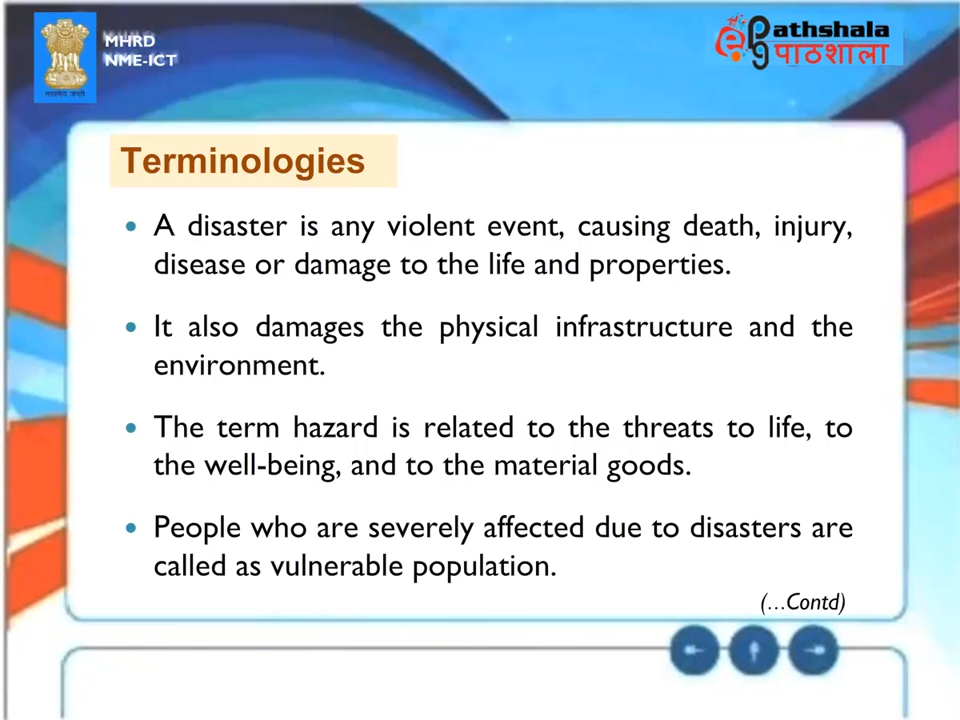 MHRD
NME-ICT
epg
athshala
पाठशाला
Terminologies
• A disaster is any violent event, causing death, injury,
disease or damage to the life and properties.
• It also damages the physical infrastructure and the
environment.
• The term hazard is related to the threats to life, to
the well-being, and to the material goods.
• People who are severely affected due to disasters are
called as vulnerable population.
(...Contd)